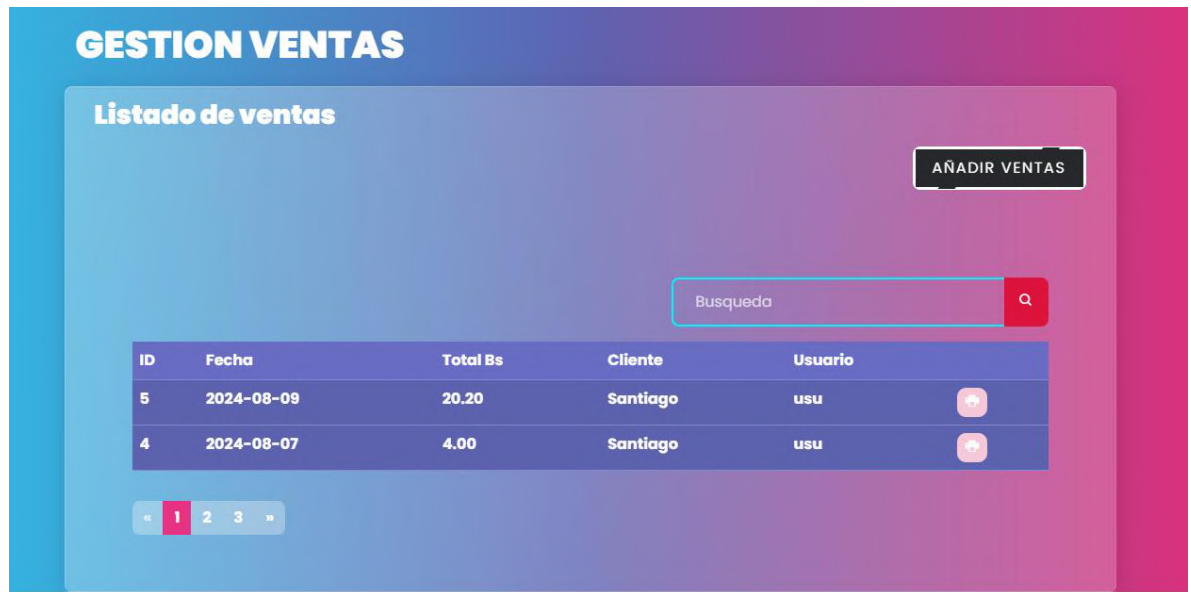 GESTION VENTAS
Listado de ventas
AÑADIR VENTAS
Busqueda
ID Fecha Total Bs Cliente Usuario
5 2024-08-09 20.20 Santiago usu
4 2024-08-07 4.00 Santiago usu
« 1 2 3 »